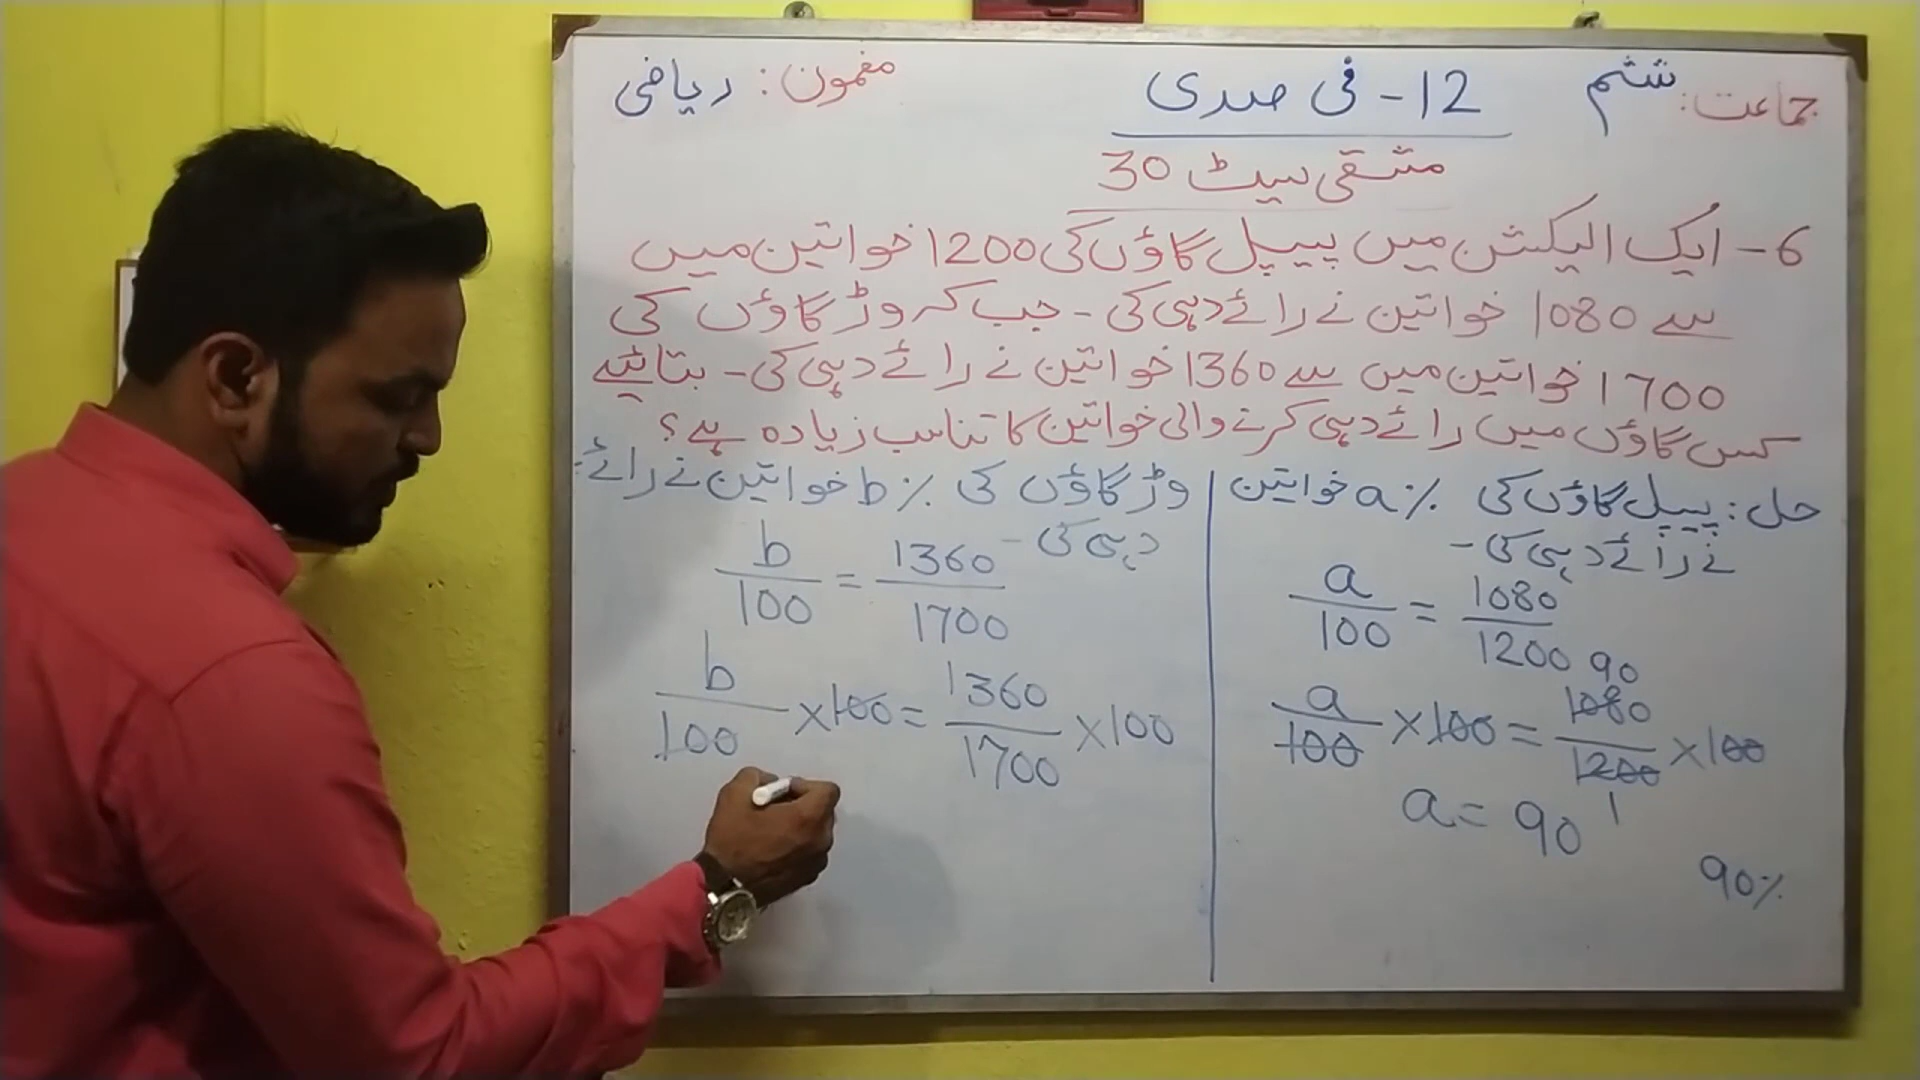 جماعت: ششم
12 - فی صدی
مضمون: ریاضی
مشقی سیٹ 30
6 - ایک الیکشن میں پیپل گاؤں کی 1200 خواتین میں
سے 1080 خواتین نے رائے دہی کی - جب کہ وڑ گاؤں کی
1700 خواتین میں سے 1360 خواتین نے رائے دہی کی - بتائیے
کس گاؤں میں رائے دہی کرنے والی خواتین کا تناسب زیادہ ہے؟
حل: پیپل گاؤں کی a% خواتین
نے رائے دہی کی -
a/100 = 1080/1200
90
a/100 × 100 = 1080/1200 × 100
1
a = 90
90%
وڑ گاؤں کی b% خواتین نے رائے
دہی کی -
b/100 = 1360/1700
b/100 × 100 = 1360/1700 × 100